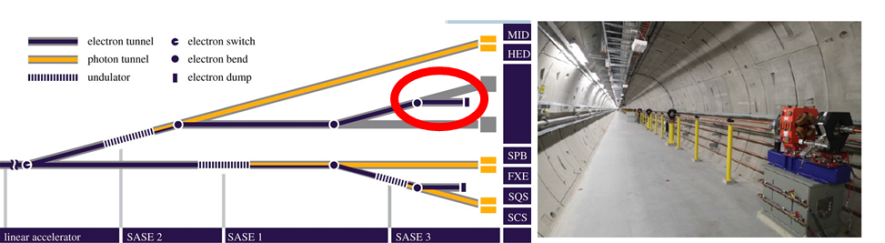 electron tunnel
photon tunnel
undulator
electron switch
electron bend
electron dump
MID
HED
SPB
FXE
SQS
SCS
linear accelerator
SASE 2
SASE 1
SASE 3